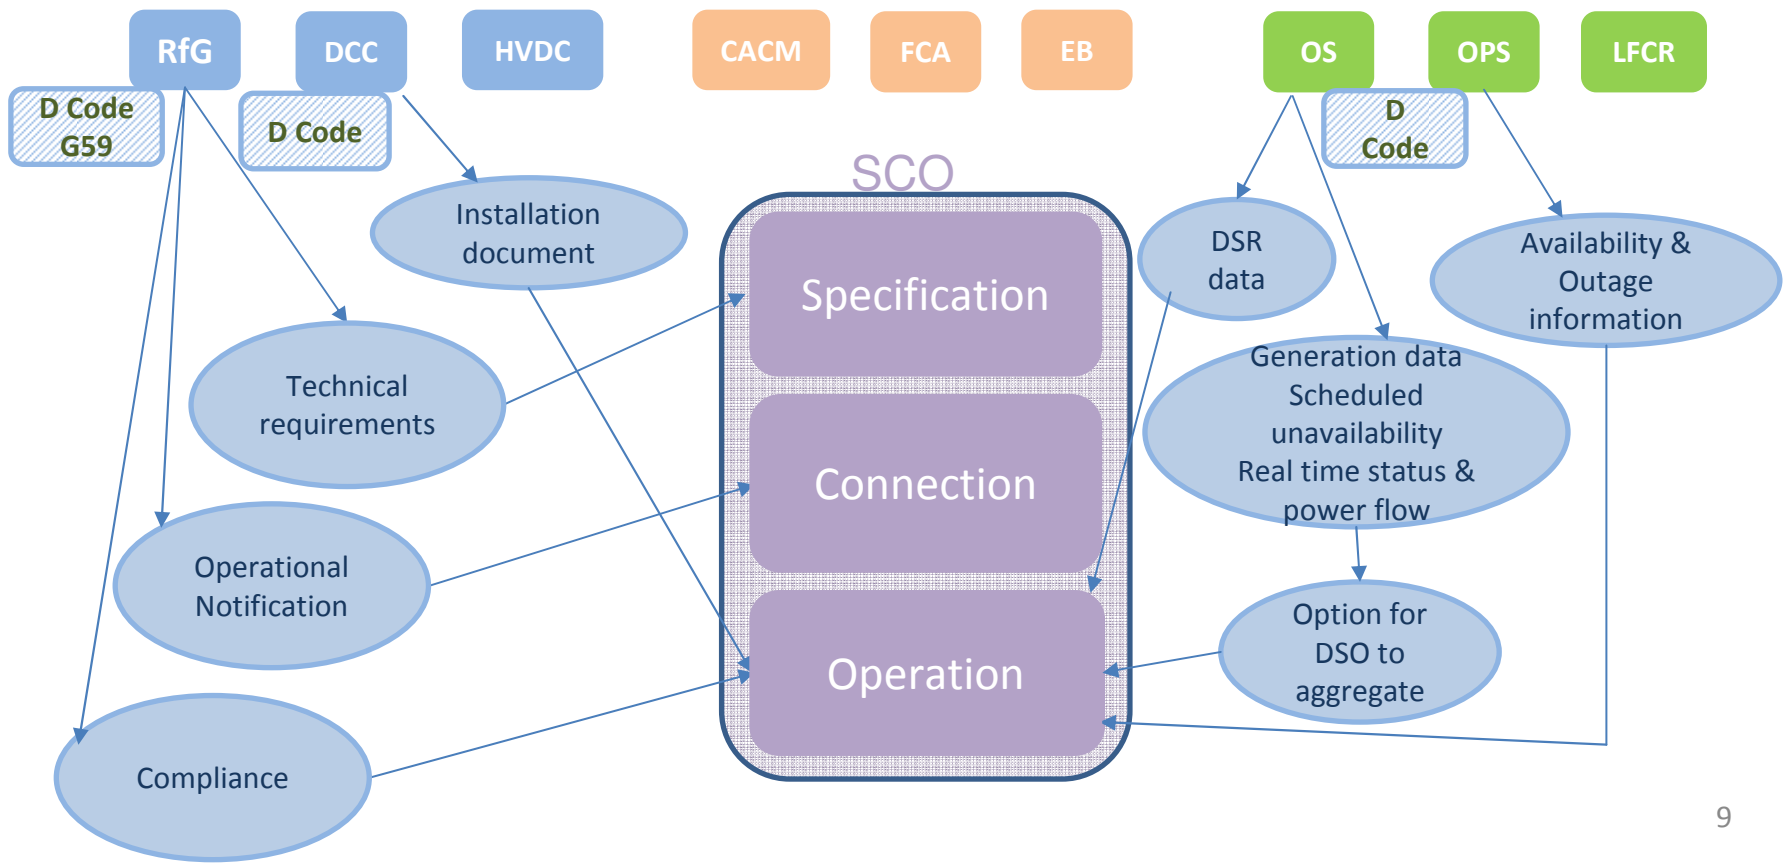 RfG
DCC
HVDC
CACM
FCA
EB
OS
OPS
LFCR
D Code
G59
D Code
D
Code
SCO
Installation
document
Technical
requirements
Operational
Notification
Compliance
Specification
Connection
Operation
DSR
data
Availability &
Outage
information
Generation data
Scheduled
unavailability
Real time status &
power flow
Option for
DSO to
aggregate
9